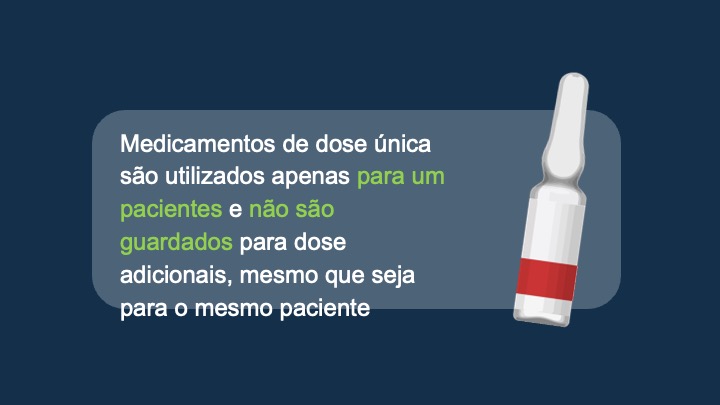 Medicamentos de dose única
são utilizados apenas para um
pacientes e não são
guardados para dose
adicionais, mesmo que seja
para o mesmo paciente